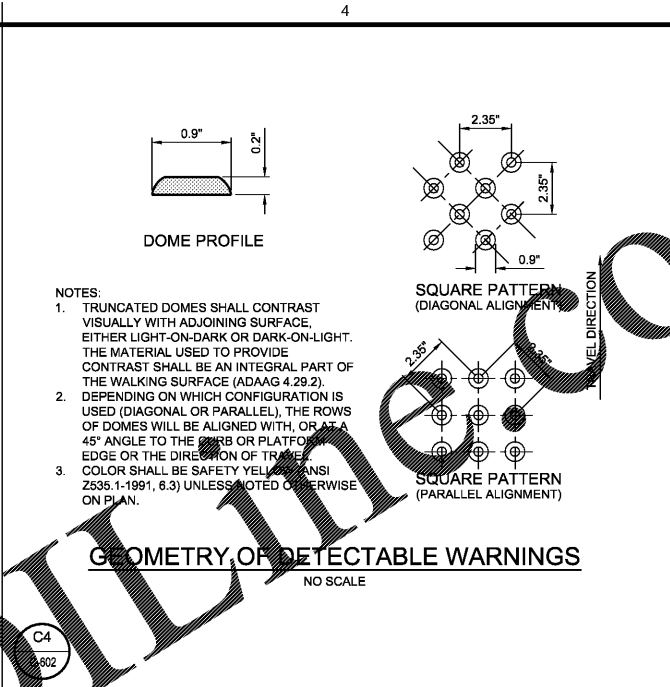 4
0.9"
0.2"
DOME PROFILE
2.35"
2.35"
0.9"
SQUARE PATTERN
(DIAGONAL ALIGNMENT)
TRAVEL DIRECTION
2.35"
2.35"
SQUARE PATTERN
(PARALLEL ALIGNMENT)
NOTES:
1. TRUNCATED DOMES SHALL CONTRAST
VISUALLY WITH ADJOINING SURFACE,
EITHER LIGHT-ON-DARK OR DARK-ON-LIGHT.
THE MATERIAL USED TO PROVIDE
CONTRAST SHALL BE AN INTEGRAL PART OF
THE WALKING SURFACE (ADAAG 4.29.2).
2. DEPENDING ON WHICH CONFIGURATION IS
USED (DIAGONAL OR PARALLEL), THE ROWS
OF DOMES WILL BE ALIGNED WITH, OR AT A
45° ANGLE TO THE CURB OR PLATFORM
EDGE OR THE DIRECTION OF TRAVEL.
3. COLOR SHALL BE SAFETY YELLOW (ANSI
Z535.1-1991, 6.3) UNLESS NOTED OTHERWISE
ON PLAN.
GEOMETRY OF DETECTABLE WARNINGS
NO SCALE
C4
C-602